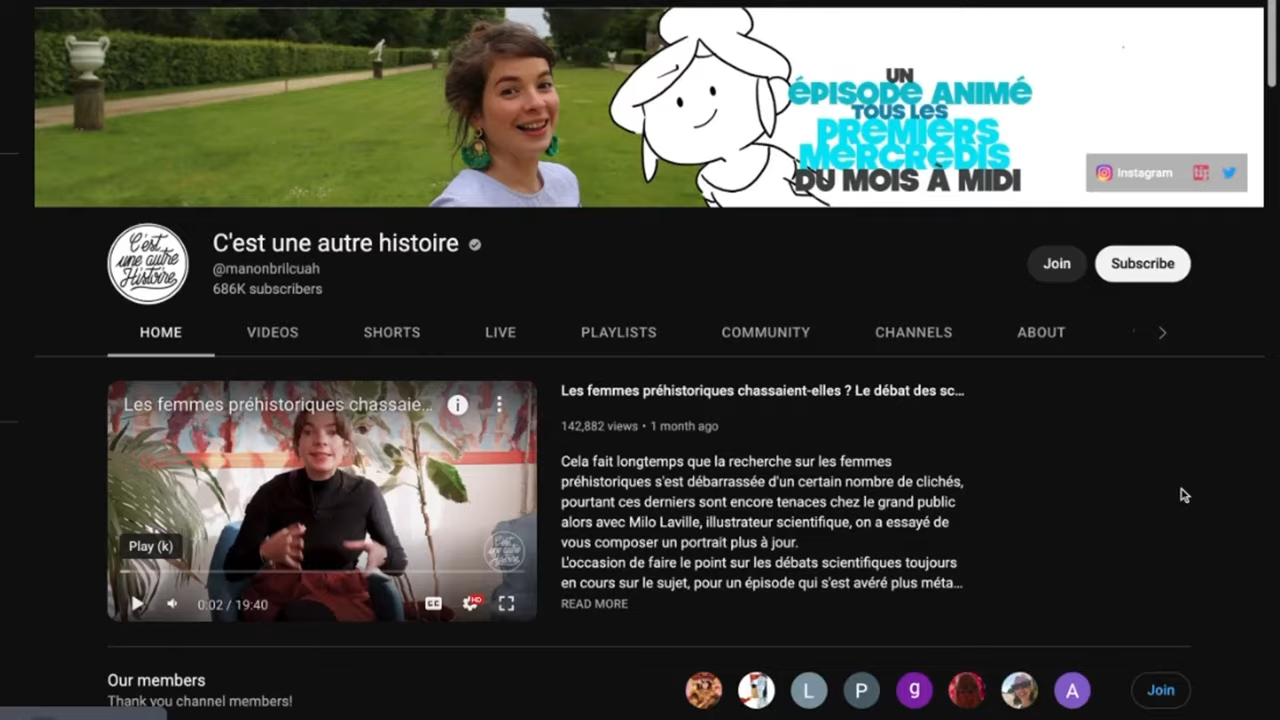 UN
ÉPISODE ANIMÉ
TOUS LES
PREMIERS
MERCREDIS
DU MOIS À MIDI
Instagram
C'est
une autre
Histoire
C'est une autre histoire
@manonbrilcuah
686K subscribers
Join
Subscribe
HOME
VIDEOS
SHORTS
LIVE
PLAYLISTS
COMMUNITY
CHANNELS
ABOUT
Les femmes préhistoriques chassaie...
Play (k)
0:02 / 19:40
CC
HD
Les femmes préhistoriques chassaient-elles ? Le débat des sc...
142,882 views • 1 month ago
Cela fait longtemps que la recherche sur les femmes
préhistoriques s'est débarrassée d'un certain nombre de clichés,
pourtant ces derniers sont encore tenaces chez le grand public
alors avec Milo Laville, illustrateur scientifique, on a essayé de
vous composer un portrait plus à jour.
L'occasion de faire le point sur les débats scientifiques toujours
en cours sur le sujet, pour un épisode qui s'est avéré plus méta...
READ MORE
Our members
Thank you channel members!
L
P
g
A
Join